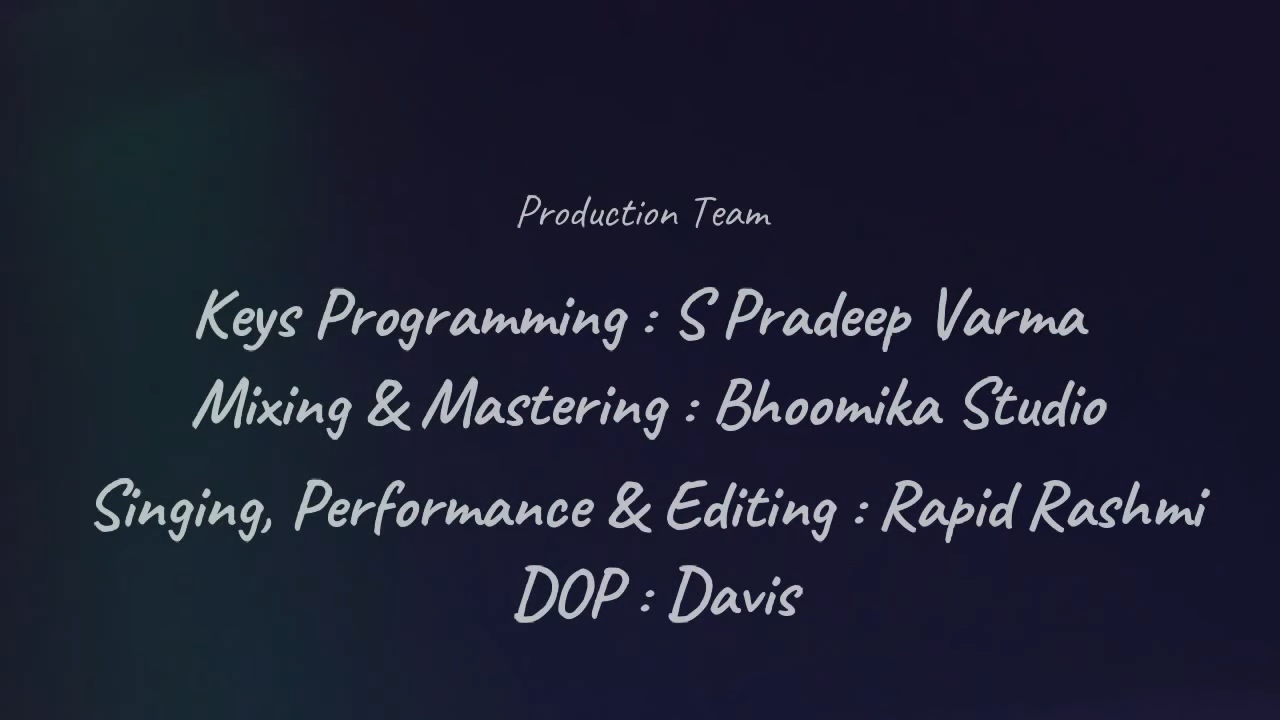 Production Team
Keys Programming : S Pradeep Varma
Mixing & Mastering : Bhoomika Studio
Singing, Performance & Editing : Rapid Rashmi
DOP : Davis